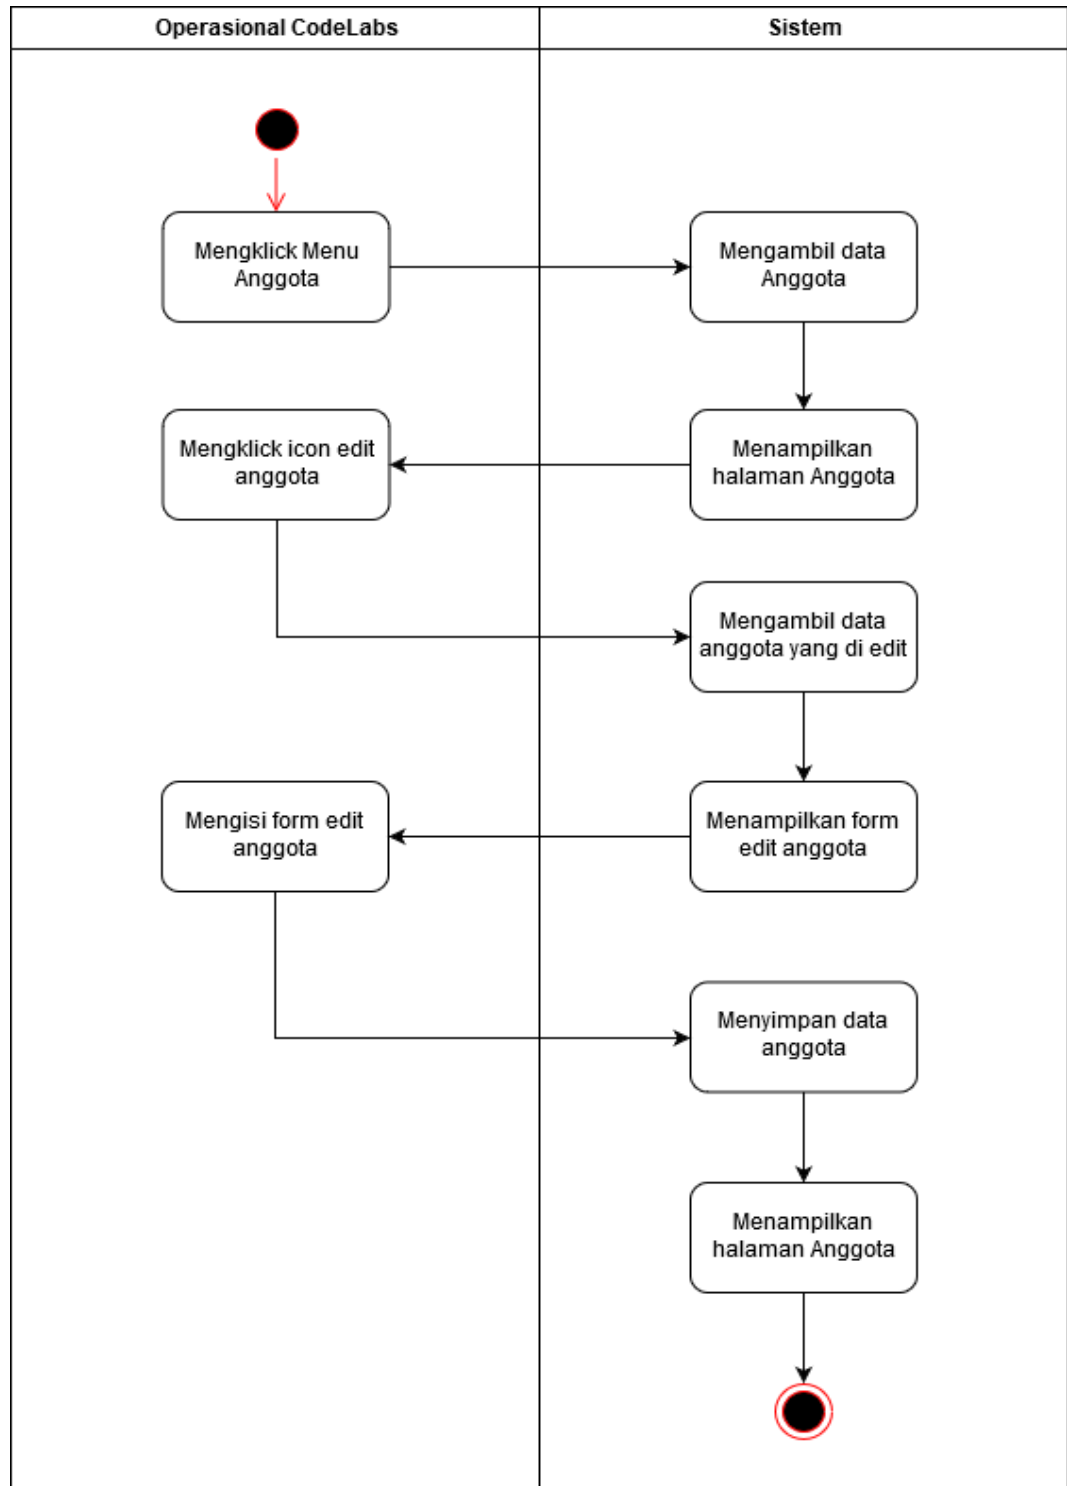 Operasional CodeLabs
Sistem
Mengklick Menu
Anggota
Mengambil data
Anggota
Menampilkan
halaman Anggota
Mengklick icon edit
anggota
Mengambil data
anggota yang di edit
Menampilkan form
edit anggota
Mengisi form edit
anggota
Menyimpan data
anggota
Menampilkan
halaman Anggota